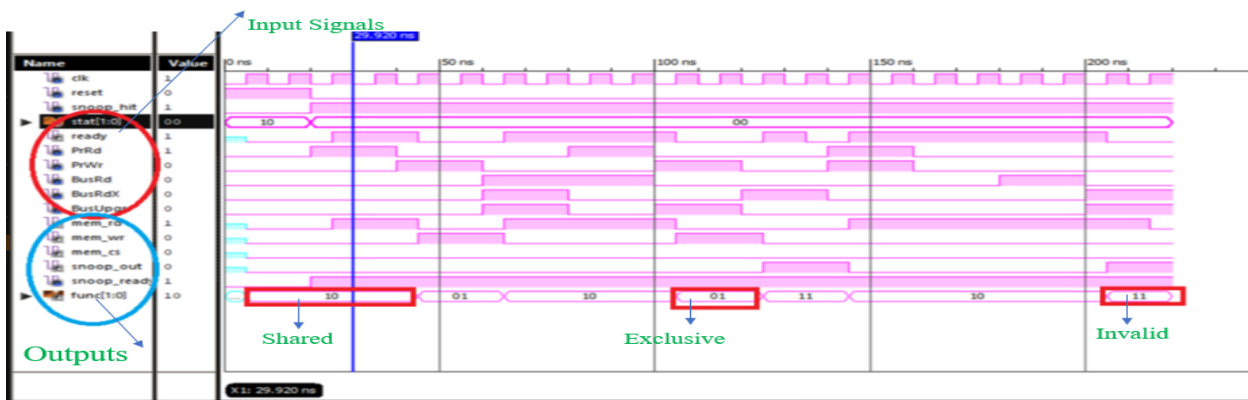 Input Signals
29.920 ns
Name Value 0 ns 50 ns 100 ns 150 ns 200 ns
clk 1
reset 0
snoop_hit 1
stat[1:0] 00 10 00
ready 1
PrRd 1
PrWr 0
BusRd 0
BusRdX 0
BusUpgr 0
mem_rd 1
mem_wr 0
mem_cs 0
snoop_out 0
snoop_ready 1
func[1:0] 10 10 01 10 01 11 10 11
Shared Exclusive Invalid
Outputs
X1: 29.920 ns